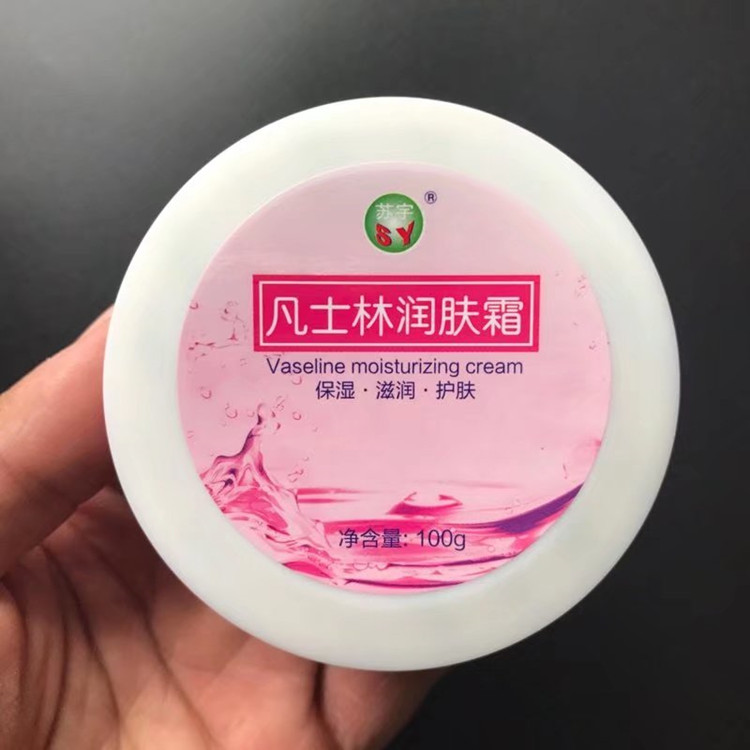 苏宇®
SY
凡士林润肤霜
Vaseline moisturizing cream
保湿·滋润·护肤
净含量: 100g